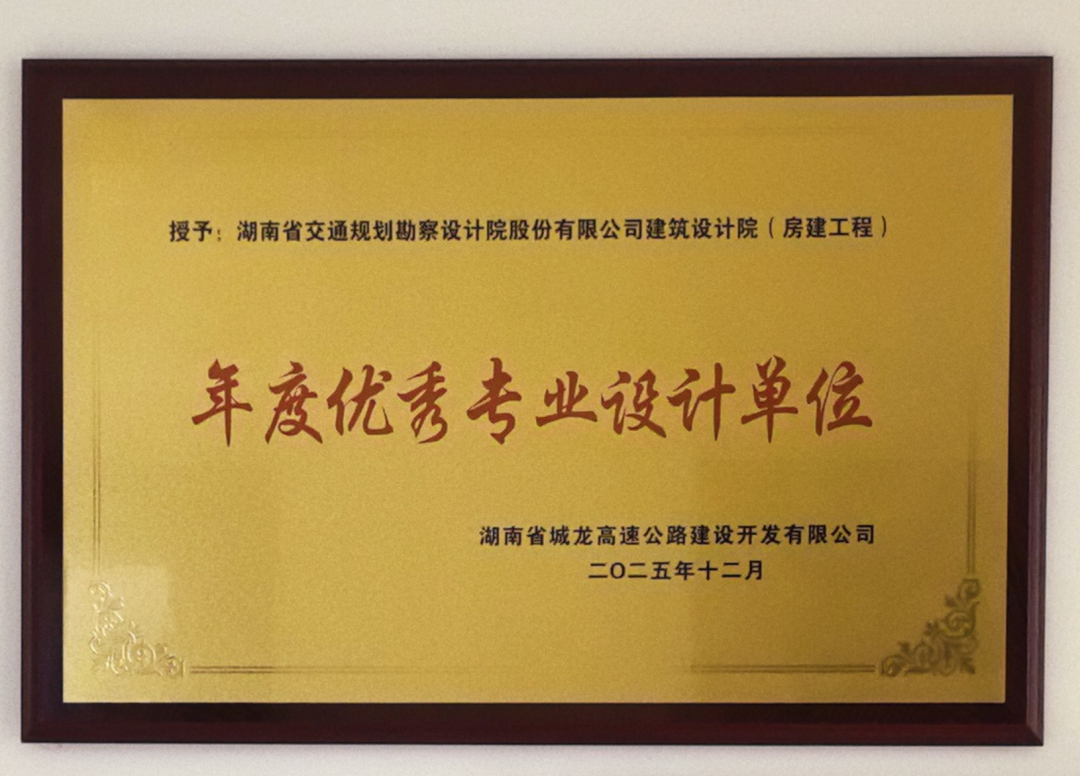 授予：湖南省交通规划勘察设计院股份有限公司建筑设计院（房建工程）
年度优秀专业设计单位
湖南省城龙高速公路建设开发有限公司
二〇二五年十二月